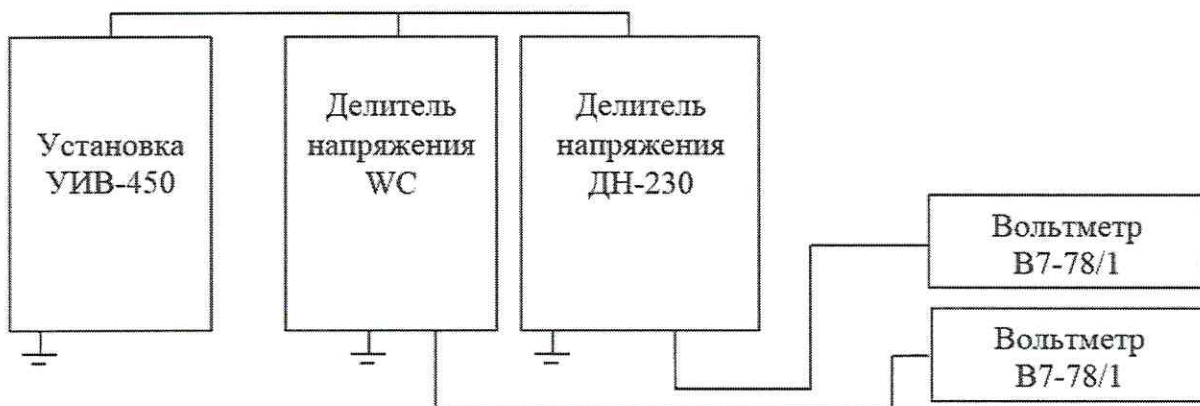 Установка
УИВ-450
Делитель
напряжения
WC
Делитель
напряжения
ДН-230
Вольтметр
В7-78/1
Вольтметр
В7-78/1